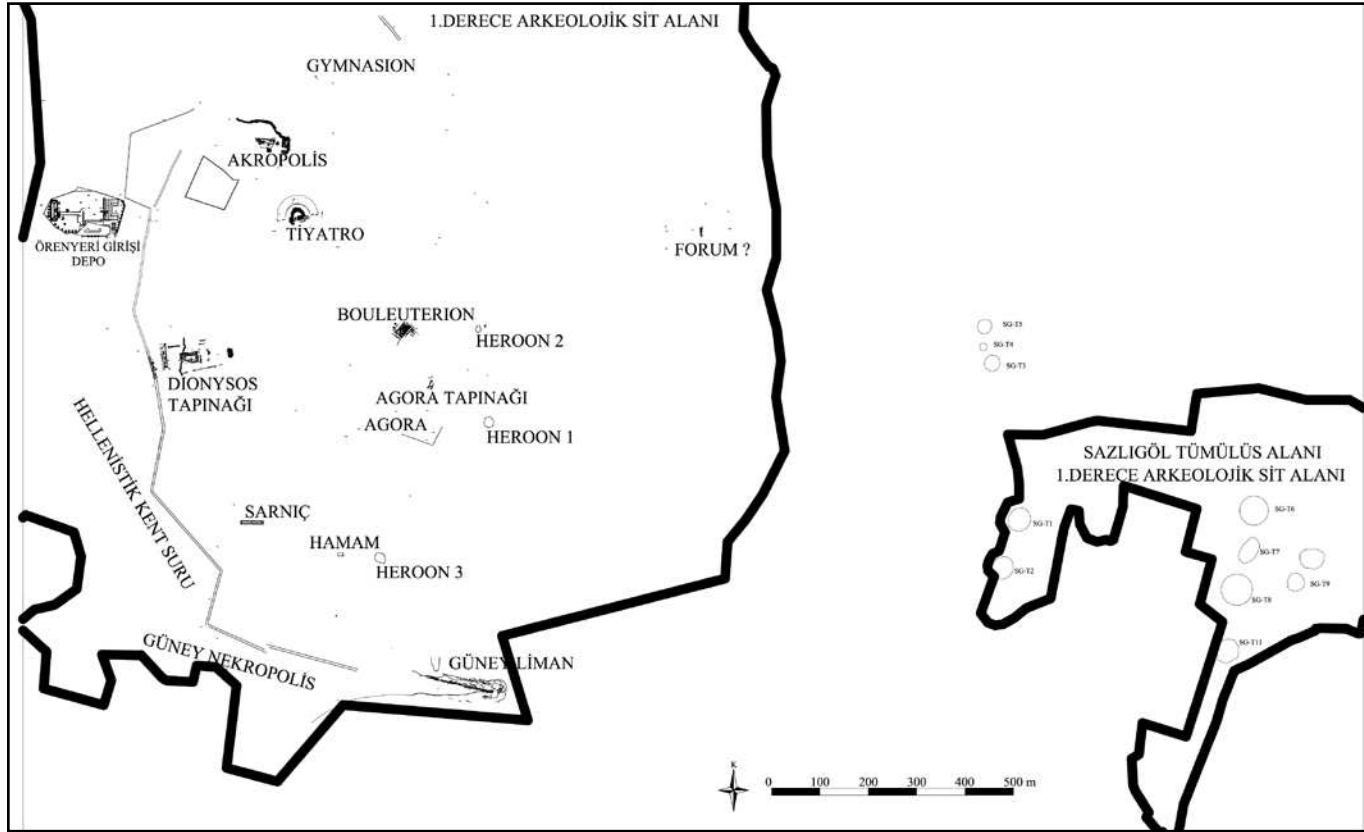 1.DERECE ARKEOLOJİK SİT ALANI
GYMNASION
AKROPOLİS
ÖRENYERİ GİRİŞİ
DEPO
TİYATRO
FORUM ?
BOULEUTERION
HEROON 2
DİONYSOS
TAPINAĞI
AGORA TAPINAĞI
AGORA
HEROON 1
HELLENİSTİK KENT SURU
SARNIÇ
HAMAM
HEROON 3
GÜNEY NEKROPOLİS
GÜNEY LİMAN
SG-T5
SG-T4
SG-T3
SAZLIGÖL TÜMÜLÜS ALANI
1.DERECE ARKEOLOJİK SİT ALANI
SG-T1
SG-T6
SG-T2
SG-T7
SG-T9
SG-T8
SG-T11
K
0 100 200 300 400 500 m